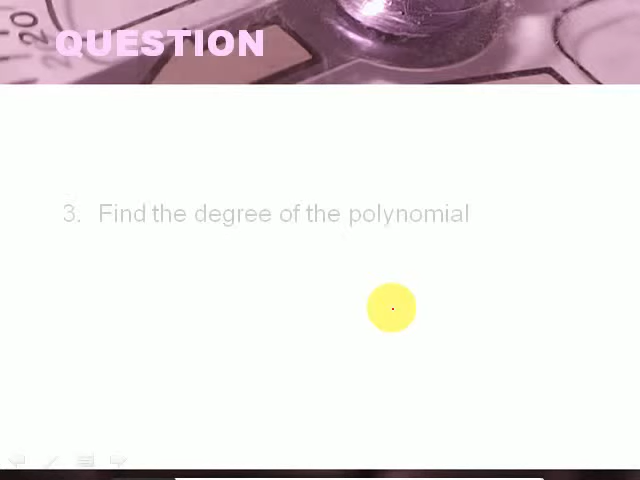 QUESTION
3. Find the degree of the polynomial